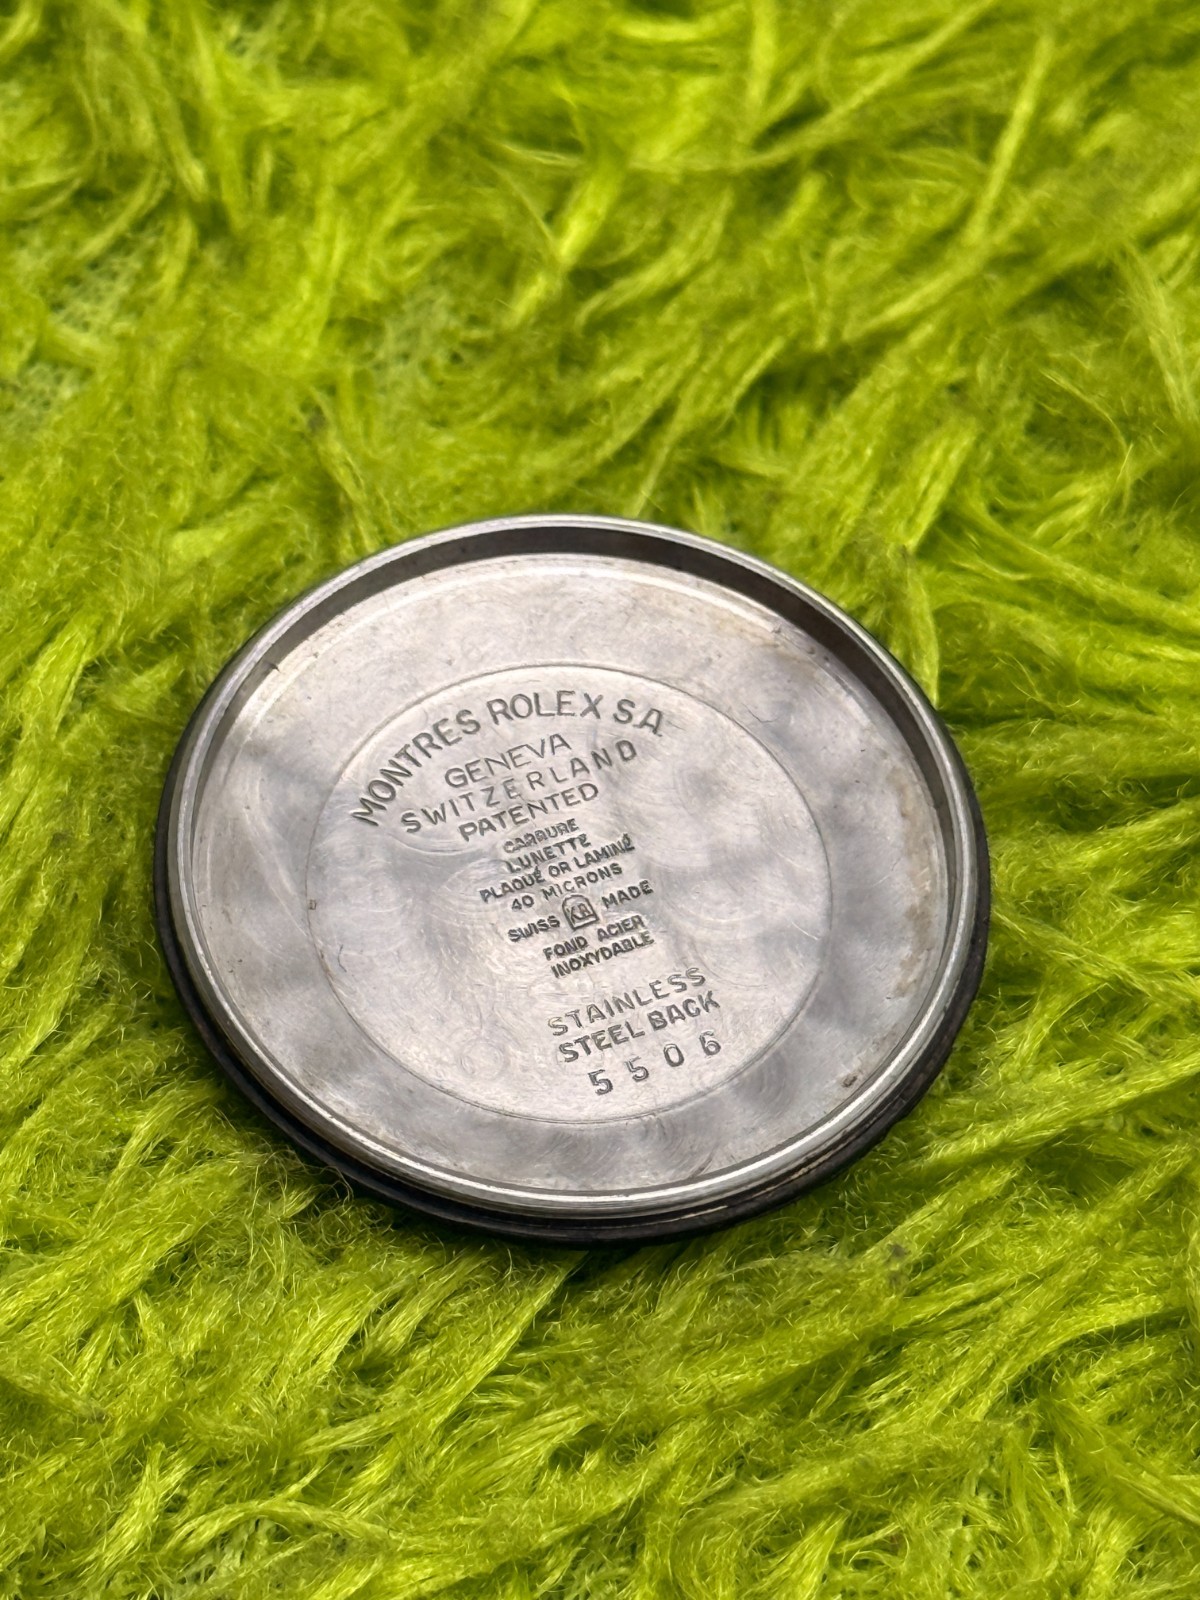 MONTRES ROLEX S.A.
GENEVA
SWITZERLAND
PATENTED
CARRURE
LUNETTE
PLAQUÉ OR LAMINÉ
40 MICRONS
SWISS MADE
FOND ACIER
INOXYDABLE
STAINLESS
STEEL BACK
5506